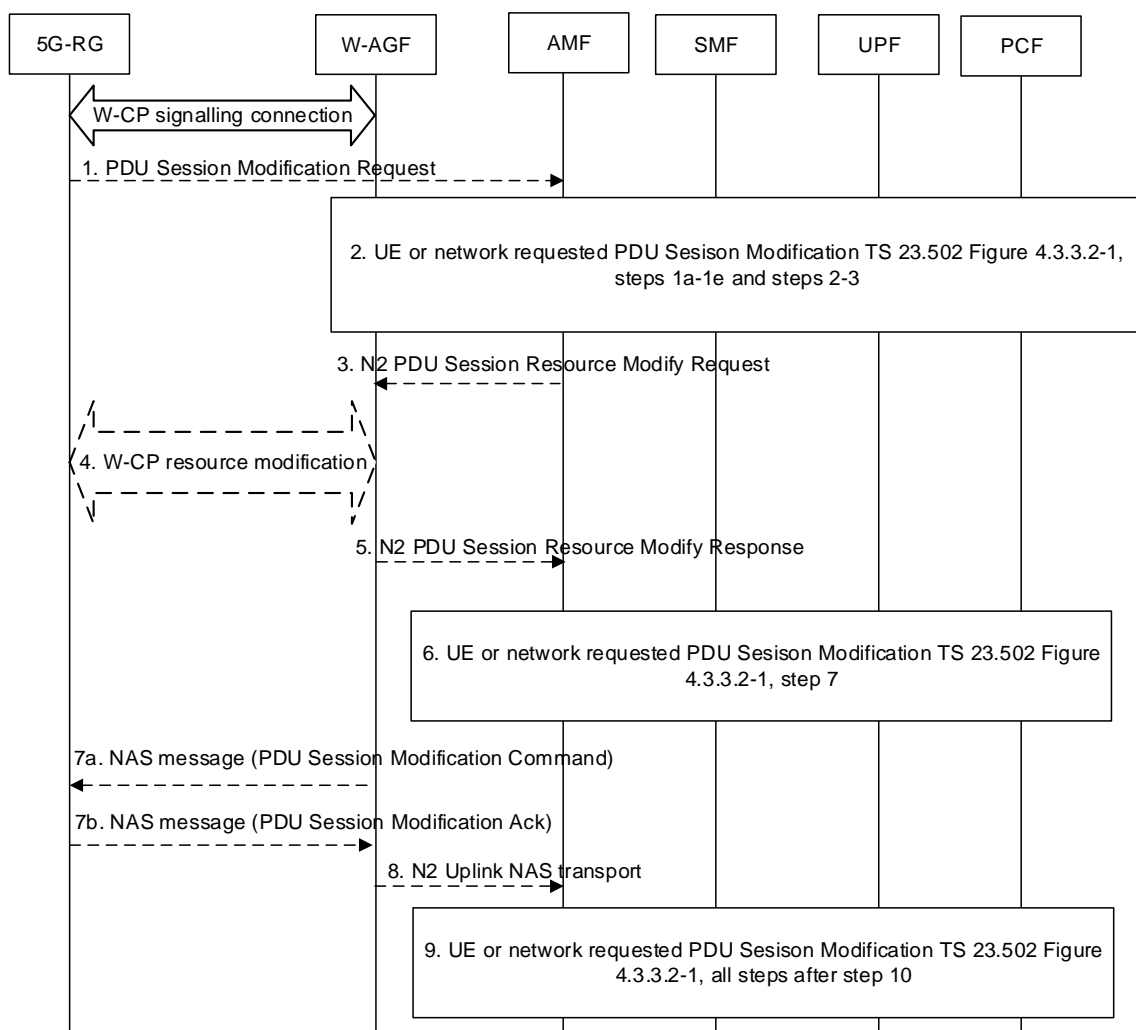 5G-RG
W-AGF
AMF
SMF
UPF
PCF
W-CP signalling connection
1. PDU Session Modification Request
2. UE or network requested PDU Sesison Modification TS 23.502 Figure 4.3.3.2-1,
steps 1a-1e and steps 2-3
3. N2 PDU Session Resource Modify Request
4. W-CP resource modification
5. N2 PDU Session Resource Modify Response
6. UE or network requested PDU Sesison Modification TS 23.502 Figure
4.3.3.2-1, step 7
7a. NAS message (PDU Session Modification Command)
7b. NAS message (PDU Session Modification Ack)
8. N2 Uplink NAS transport
9. UE or network requested PDU Sesison Modification TS 23.502 Figure
4.3.3.2-1, all steps after step 10